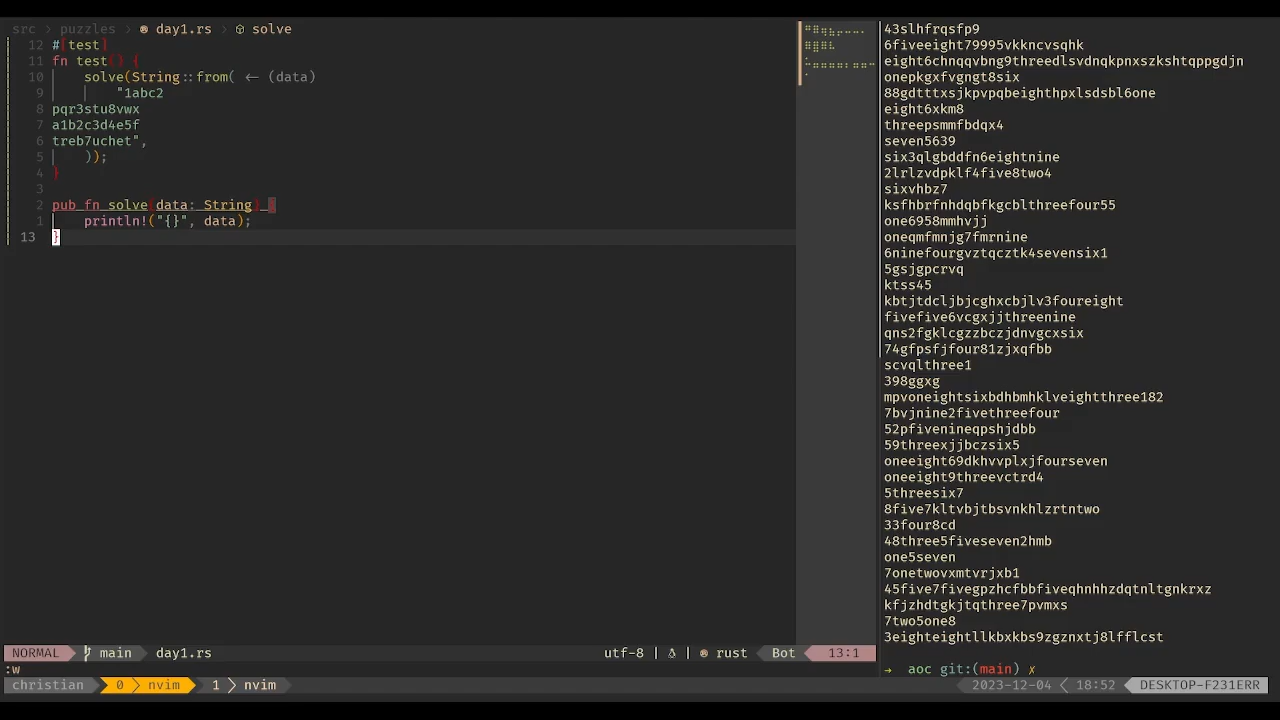 src > puzzles > day1.rs > solve
12 #[test]
11 fn test() {
10 solve(String::from( ← (data)
9 "1abc2
8 pqr3stu8vwx
7 a1b2c3d4e5f
6 treb7uchet",
5 ));
4 }
3
2 pub fn solve(data: String) {
1 println!("{}", data);
13 }
NORMAL main day1.rs utf-8 | | rust Bot 13:1
:w
43slhfrqsfp9
6fiveeight79995vkkncvsqhk
eight6chnqqvbng9threedlsvdnqkpnxszkshtqppgdjn
onepkgxfvgngt8six
88gdtttxsjkpvpqbeighthpxlsdsbl6one
eight6xkm8
threepsmmfbdqx4
seven5639
six3qlgbddfn6eightnine
2lrlzvdpklf4five8two4
sixvhbz7
ksfhbrfnhdqbfkgcblthreefour55
one6958mmhvjj
oneqmfmnjg7fmrnine
6ninefourgvztqcztk4sevensix1
5gsjgpcrvq
ktss45
kbtjtdcljbjcghxcbjlv3foureight
fivefive6vcgxjjthreenine
qns2fgklcgzzbczjdnvgcxsix
74gfpsfjfour81zjxqfbb
scvqlthree1
398ggxg
mpvoneightsixbdhbmhklveightthree182
7bvjnine2fivethreefour
52pfivenineqpshjdbb
59threexjjbczsix5
oneeight69dkhvvplxjfourseven
oneeight9threevctrd4
5threesix7
8five7kltvbjtbsvnkhlzrtntwo
33four8cd
48three5fiveseven2hmb
one5seven
7onetwovxmtvrjxb1
45five7fivegpzhcfbbfiveqhnhhzdqtnltgnkrxz
kfjzhdtgkjtqthree7pvmxs
7two5one8
3eighteightllkbxkbs9zgznxtj8lfflcst
→ aoc git:(main) ✗
christian 0 > nvim 1 > nvim 2023-12-04 < 18:52 DESKTOP-F231ERR